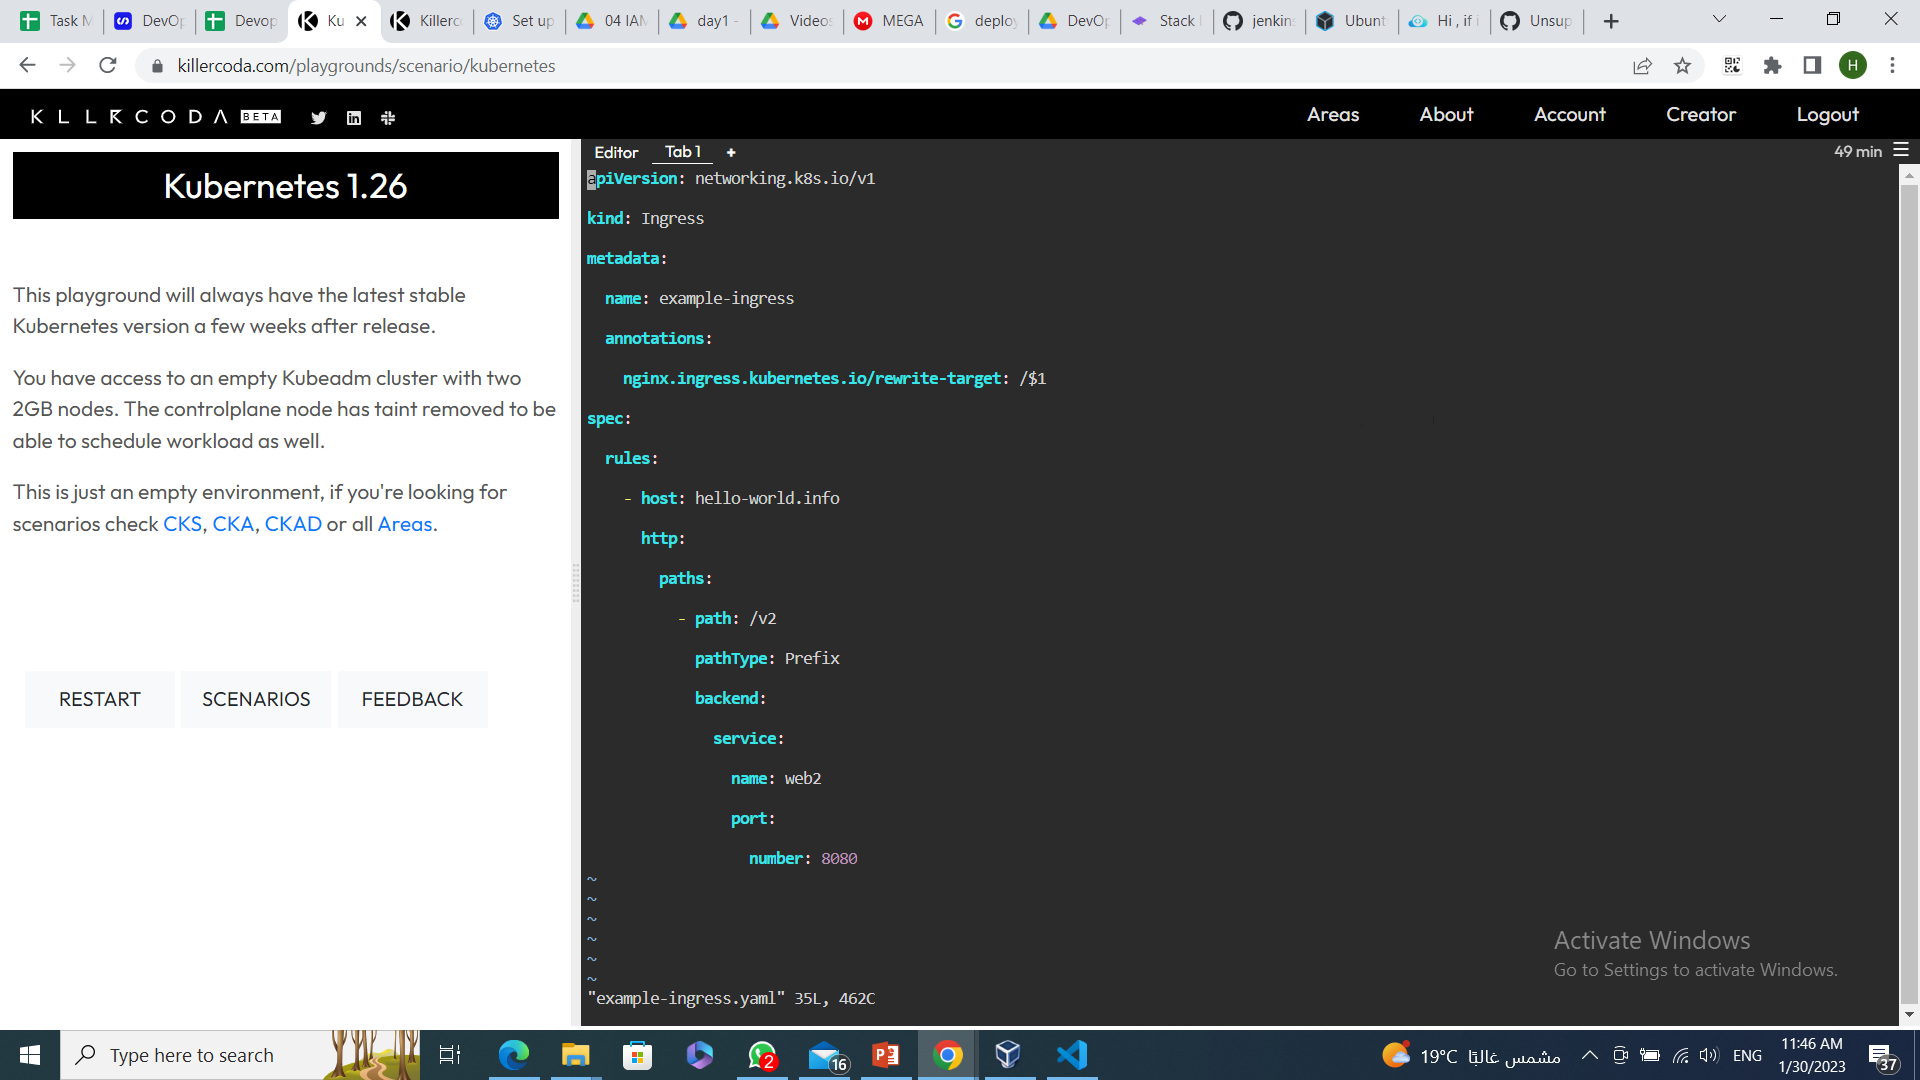 Task M
DevOp
Devop
Ku
Killerc
Set up
04 IAM
day1 -
Videos
MEGA
deploy
DevOp
Stack
jenkins
Ubunt
Hi , if i
Unsup
killercoda.com/playgrounds/scenario/kubernetes
H
KLLRCODA BETA
Areas
About
Account
Creator
Logout
Kubernetes 1.26
This playground will always have the latest stable
Kubernetes version a few weeks after release.
You have access to an empty Kubeadm cluster with two
2GB nodes. The controlplane node has taint removed to be
able to schedule workload as well.
This is just an empty environment, if you're looking for
scenarios check CKS, CKA, CKAD or all Areas.
RESTART
SCENARIOS
FEEDBACK
Editor
Tab 1
+
49 min
apiVersion: networking.k8s.io/v1
kind: Ingress
metadata:
  name: example-ingress
  annotations:
    nginx.ingress.kubernetes.io/rewrite-target: /$1
spec:
  rules:
    - host: hello-world.info
      http:
        paths:
          - path: /v2
            pathType: Prefix
            backend:
              service:
                name: web2
                port:
                  number: 8080
~
~
~
~
~
~
"example-ingress.yaml" 35L, 462C
Activate Windows
Go to Settings to activate Windows.
Type here to search
2
16
19°C مشمس غالبًا
ENG
11:46 AM
1/30/2023
37